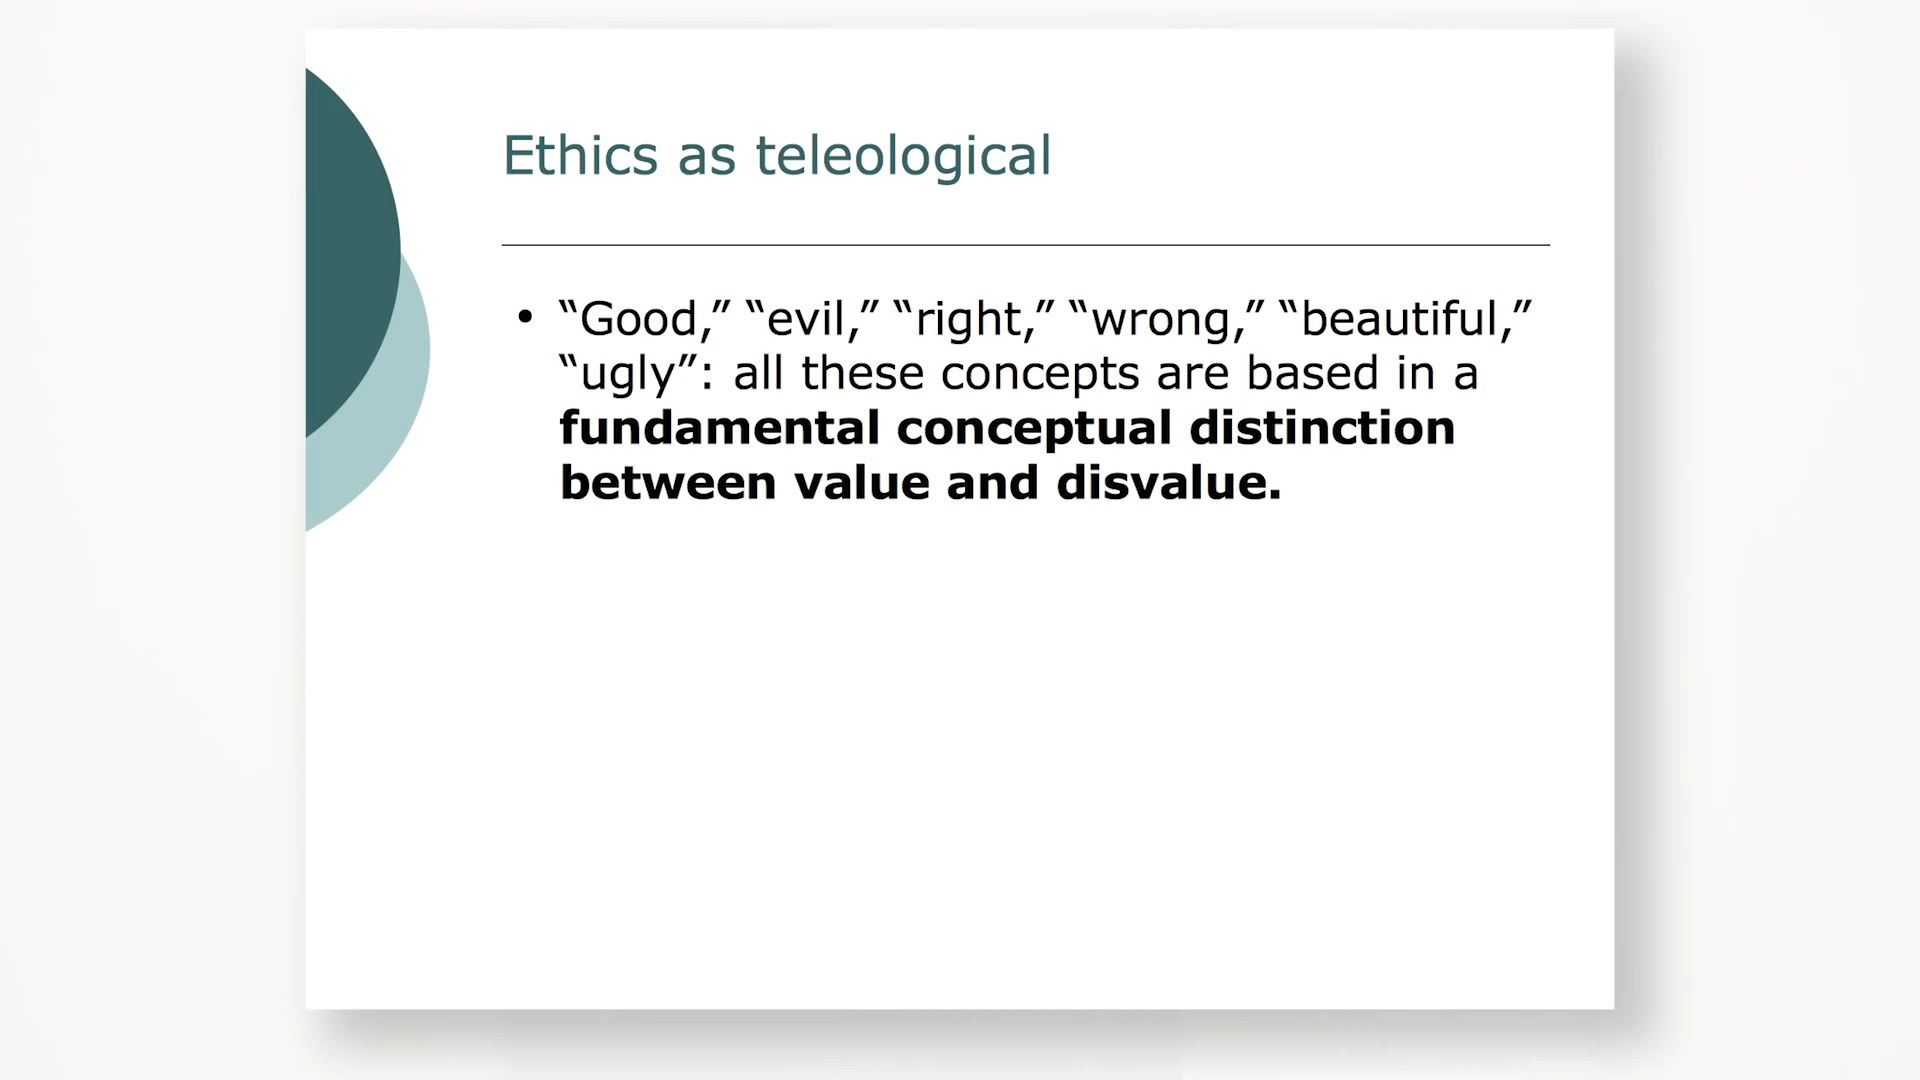 Ethics as teleological
• “Good,” “evil,” “right,” “wrong,” “beautiful,”
“ugly”: all these concepts are based in a
fundamental conceptual distinction
between value and disvalue.